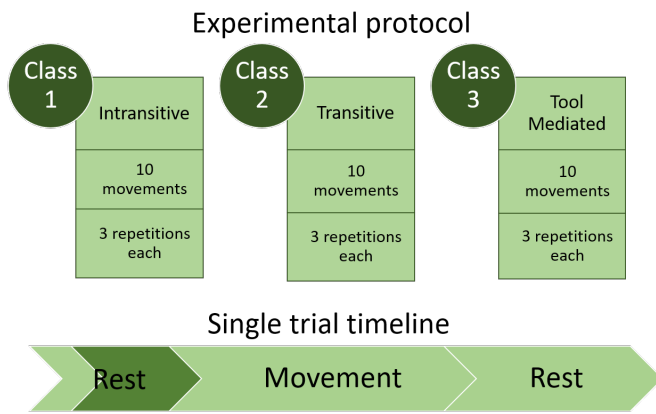 Experimental protocol
Class
1
Intransitive
10
movements
3 repetitions
each
Class
2
Transitive
10
movements
3 repetitions
each
Class
3
Tool
Mediated
10
movements
3 repetitions
each
Single trial timeline
Rest
Movement
Rest